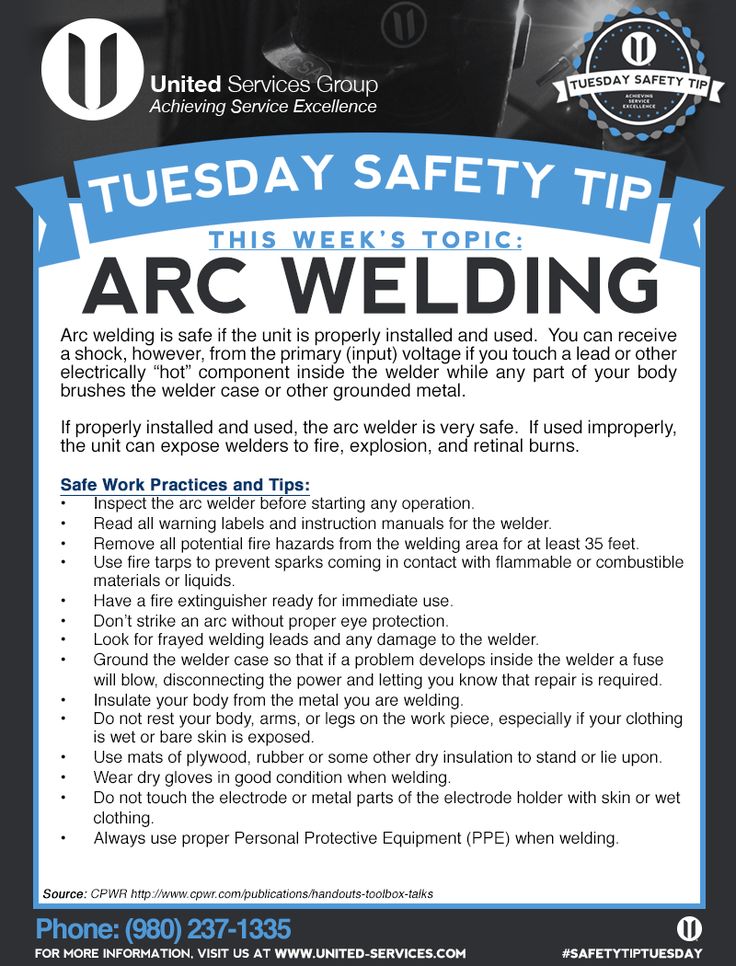 United Services Group
Achieving Service Excellence
TUESDAY SAFETY TIP
ACHIEVING
SERVICE
EXCELLENCE
TUESDAY SAFETY TIP
THIS WEEK'S TOPIC:
ARC WELDING
Arc welding is safe if the unit is properly installed and used.  You can receive
a shock, however, from the primary (input) voltage if you touch a lead or other
electrically “hot” component inside the welder while any part of your body
brushes the welder case or other grounded metal.
If properly installed and used, the arc welder is very safe.  If used improperly,
the unit can expose welders to fire, explosion, and retinal burns.
Safe Work Practices and Tips:
• Inspect the arc welder before starting any operation.
• Read all warning labels and instruction manuals for the welder.
• Remove all potential fire hazards from the welding area for at least 35 feet.
• Use fire tarps to prevent sparks coming in contact with flammable or combustible
materials or liquids.
• Have a fire extinguisher ready for immediate use.
• Don't strike an arc without proper eye protection.
• Look for frayed welding leads and any damage to the welder.
• Ground the welder case so that if a problem develops inside the welder a fuse
will blow, disconnecting the power and letting you know that repair is required.
• Insulate your body from the metal you are welding.
• Do not rest your body, arms, or legs on the work piece, especially if your clothing
is wet or bare skin is exposed.
• Use mats of plywood, rubber or some other dry insulation to stand or lie upon.
• Wear dry gloves in good condition when welding.
• Do not touch the electrode or metal parts of the electrode holder with skin or wet
clothing.
• Always use proper Personal Protective Equipment (PPE) when welding.
Source: CPWR http://www.cpwr.com/publications/handouts-toolbox-talks
Phone: (980) 237-1335
FOR MORE INFORMATION, VISIT US AT WWW.UNITED-SERVICES.COM
#SAFETYTIPTUESDAY